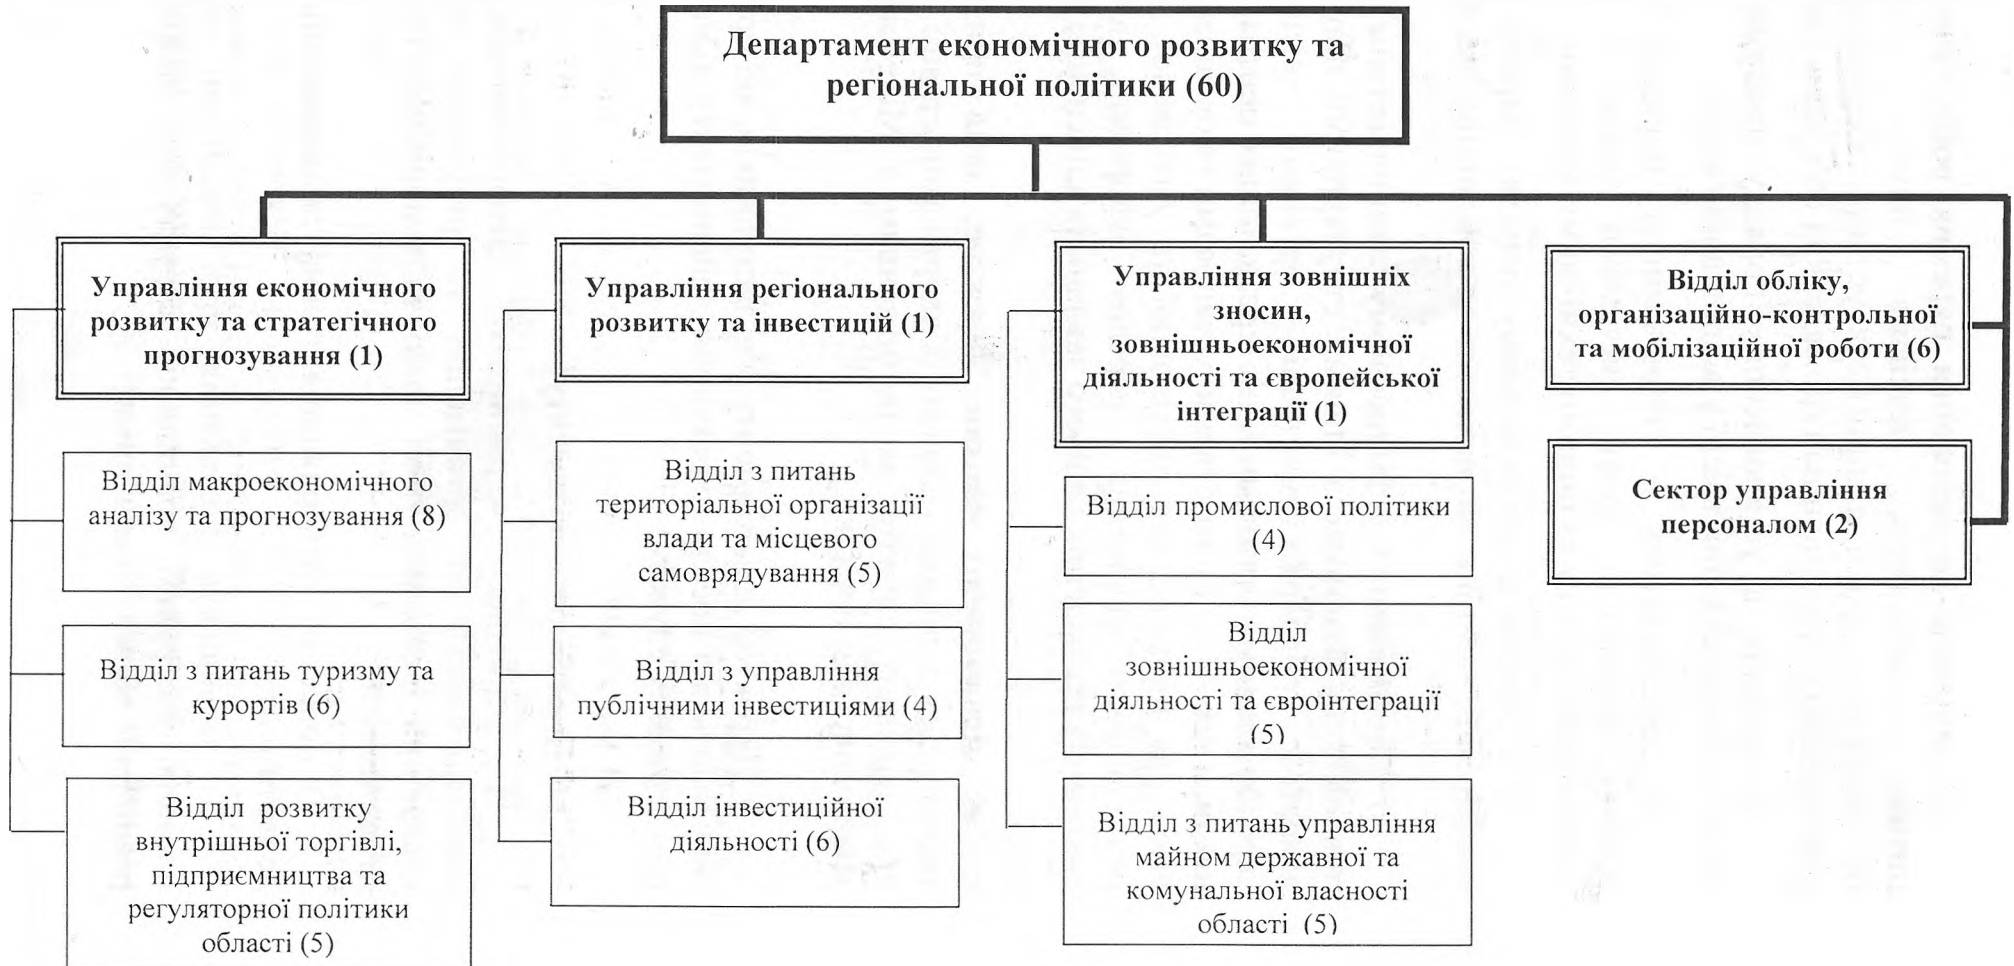 Департамент економічного розвитку та
регіональної політики (60)
Управління економічного
розвитку та стратегічного
прогнозування (1)
Відділ макроекономічного
аналізу та прогнозування (8)
Відділ з питань туризму та
курортів (6)
Відділ розвитку
внутрішньої торгівлі,
підприємництва та
регуляторної політики
області (5)
Управління регіонального
розвитку та інвестицій (1)
Відділ з питань
територіальної організації
влади та місцевого
самоврядування (5)
Відділ з управління
публічними інвестиціями (4)
Відділ інвестиційної
діяльності (6)
Управління зовнішніх
зносин,
зовнішньоекономічної
діяльності та європейської
інтеграції (1)
Відділ промислової політики
(4)
Відділ
зовнішньоекономічної
діяльності та євроінтеграції
(5)
Відділ з питань управління
майном державної та
комунальної власності
області (5)
Відділ обліку,
організаційно-контрольної
та мобілізаційної роботи (6)
Сектор управління
персоналом (2)